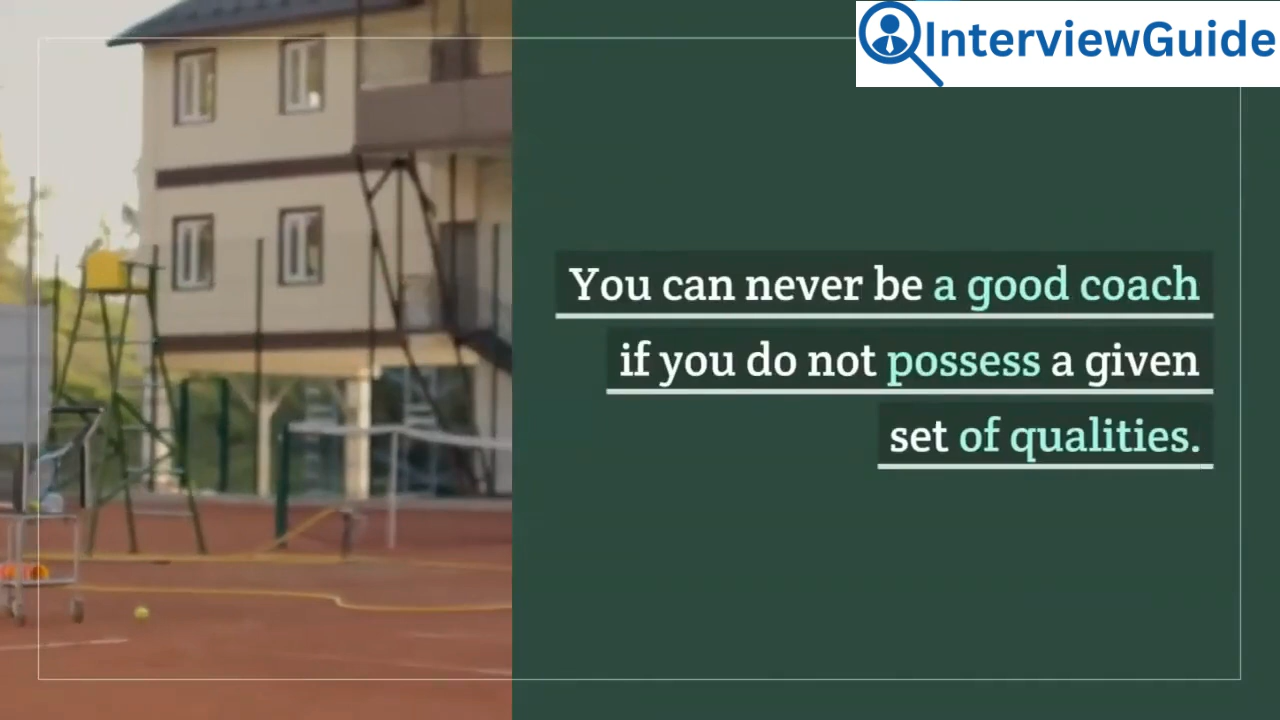 InterviewGuide
You can never be a good coach
if you do not possess a given
set of qualities.